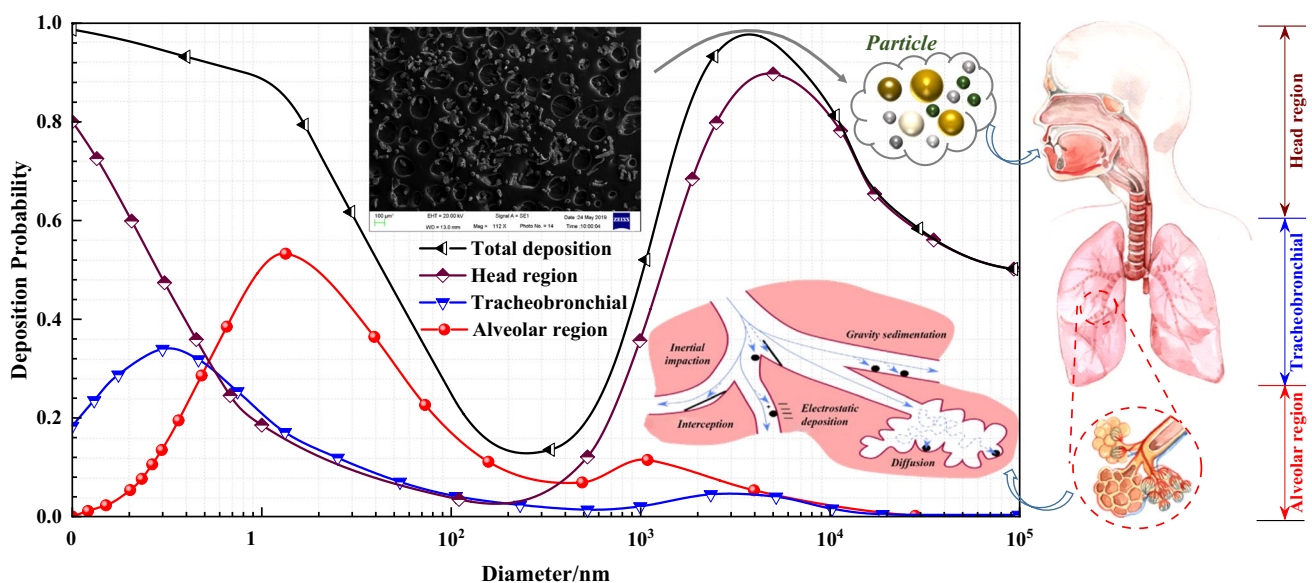 Deposition Probability
1.0
0.8
0.6
0.4
0.2
0.0
0
1
10²
10³
10⁴
10⁵
Diameter/nm
100 µm
EHT = 20.00 kV
WD = 13.0 mm
Signal A = SE1
Mag = 112 X
Photo No. = 14
Date :24 May 2019
Time :10:00:04
ZEISS
Total deposition
Head region
Tracheobronchial
Alveolar region
Particle
Inertial
impaction
Gravity sedimentation
Interception
Electrostatic
deposition
Diffusion
Head region
Tracheobronchial
Alveolar region